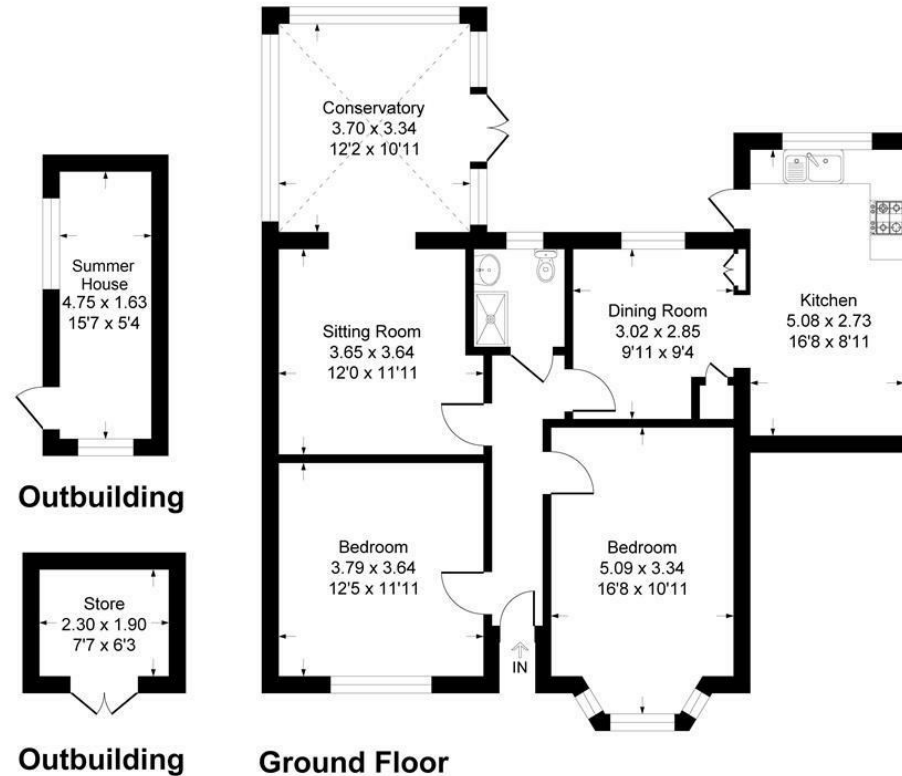 Conservatory
3.70 x 3.34
12'2 x 10'11
Summer
House
4.75 x 1.63
15'7 x 5'4
Outbuilding
Sitting Room
3.65 x 3.64
12'0 x 11'11
Dining Room
3.02 x 2.85
9'11 x 9'4
Kitchen
5.08 x 2.73
16'8 x 8'11
Bedroom
3.79 x 3.64
12'5 x 11'11
Bedroom
5.09 x 3.34
16'8 x 10'11
Store
2.30 x 1.90
7'7 x 6'3
IN
Outbuilding
Ground Floor